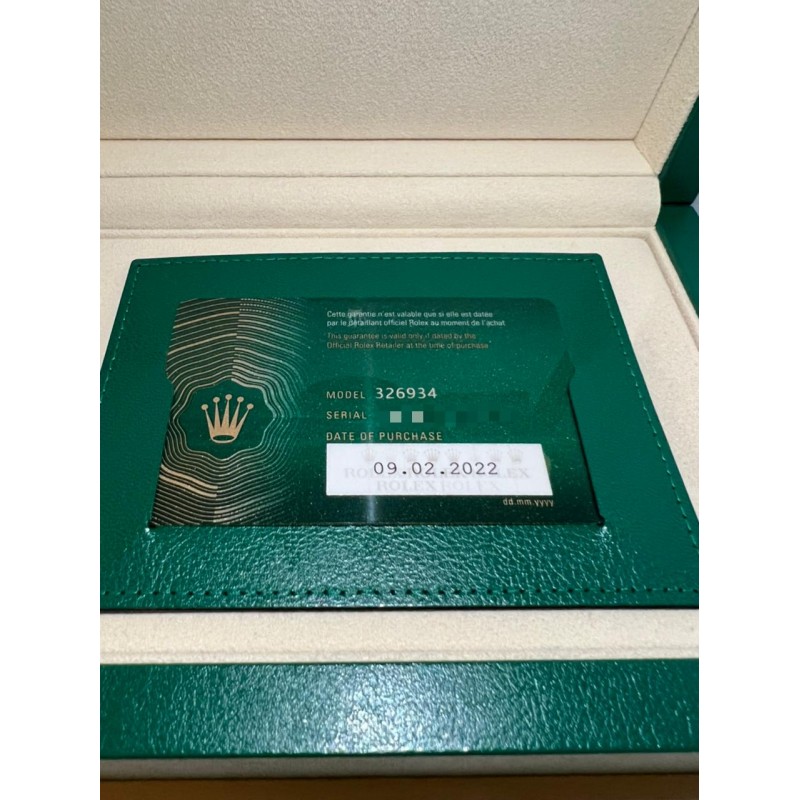 Cette garantie n'est valable que si elle est datée
par le détaillant officiel Rolex au moment de l'achat
This guarantee is valid only if dated by the
Official Rolex Retailer at the time of purchase
MODEL 326934
SERIAL
DATE OF PURCHASE
09.02.2022
ROLEX ROLEX
dd.mm.yyyy